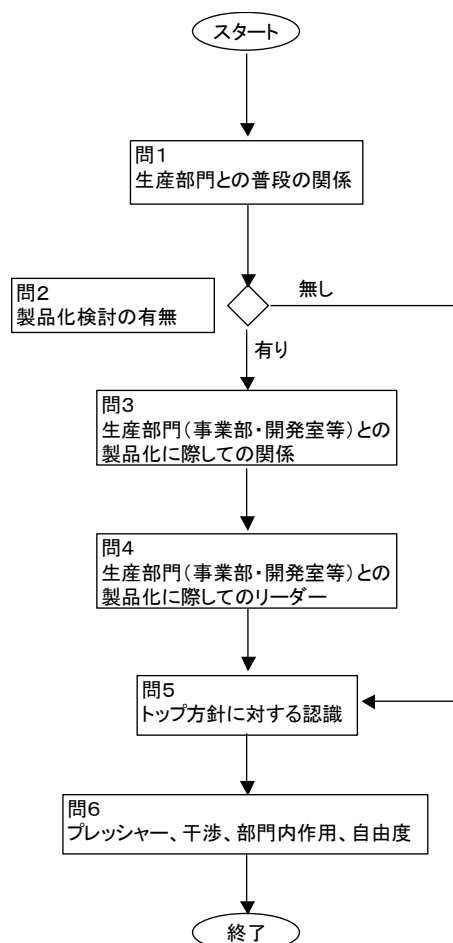 スタート
問1
生産部門との普段の関係
問2
製品化検討の有無
無し
有り
問3
生産部門(事業部・開発室等)との
製品化に際しての関係
問4
生産部門(事業部・開発室等)との
製品化に際してのリーダー
問5
トップ方針に対する認識
問6
プレッシャー、干渉、部門内作用、自由度
終了